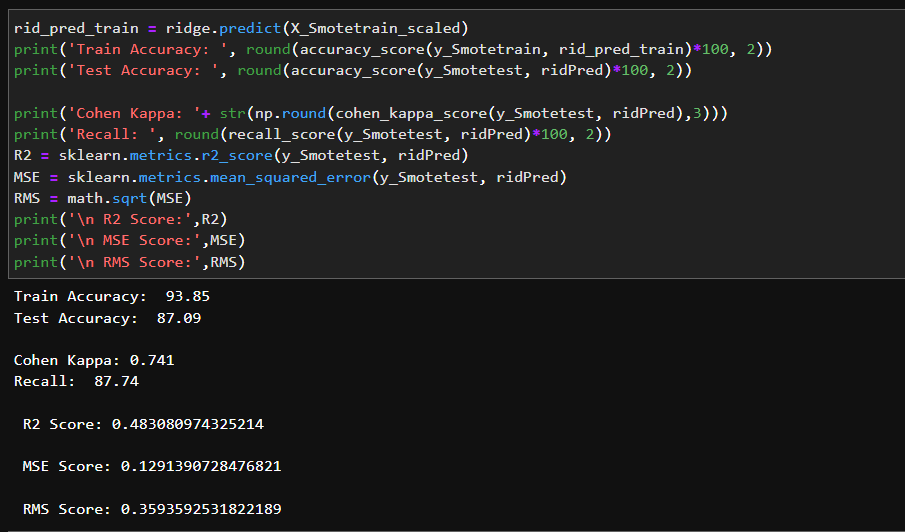 rid_pred_train = ridge.predict(X_Smotetrain_scaled)
print('Train Accuracy: ', round(accuracy_score(y_Smotetrain, rid_pred_train)*100, 2))
print('Test Accuracy: ', round(accuracy_score(y_Smotetest, ridPred)*100, 2))
print('Cohen Kappa: '+ str(np.round(cohen_kappa_score(y_Smotetest, ridPred),3)))
print('Recall: ', round(recall_score(y_Smotetest, ridPred)*100, 2))
R2 = sklearn.metrics.r2_score(y_Smotetest, ridPred)
MSE = sklearn.metrics.mean_squared_error(y_Smotetest, ridPred)
RMS = math.sqrt(MSE)
print('\n R2 Score:',R2)
print('\n MSE Score:',MSE)
print('\n RMS Score:',RMS)
Train Accuracy:  93.85
Test Accuracy:  87.09
Cohen Kappa: 0.741
Recall:  87.74
R2 Score: 0.483080974325214
MSE Score: 0.1291390728476821
RMS Score: 0.3593592531822189